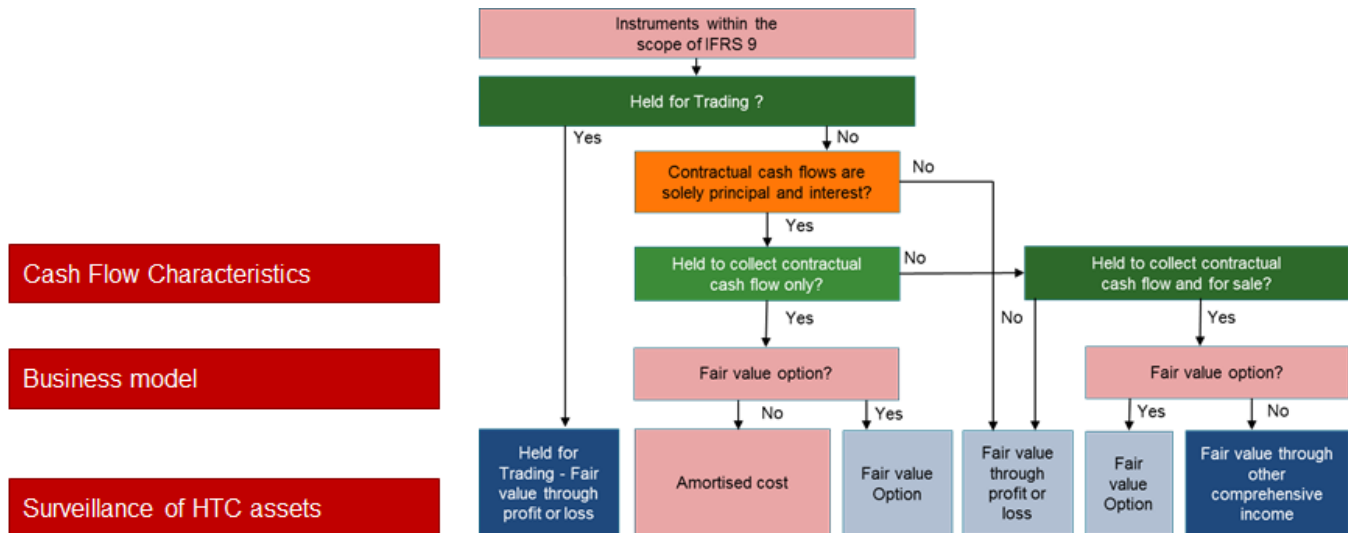 Instruments within the
scope of IFRS 9
Held for Trading ?
Yes
No
Contractual cash flows are
solely principal and interest?
No
Yes
Cash Flow Characteristics
Held to collect contractual
cash flow only?
No
Held to collect contractual
cash flow and for sale?
Yes
No
Yes
Business model
Fair value option?
Fair value option?
No
Yes
Yes
No
Surveillance of HTC assets
Held for
Trading - Fair
value through
profit or loss
Amortised cost
Fair value
Option
Fair value
through
profit or
loss
Fair
value
Option
Fair value through
other
comprehensive
income